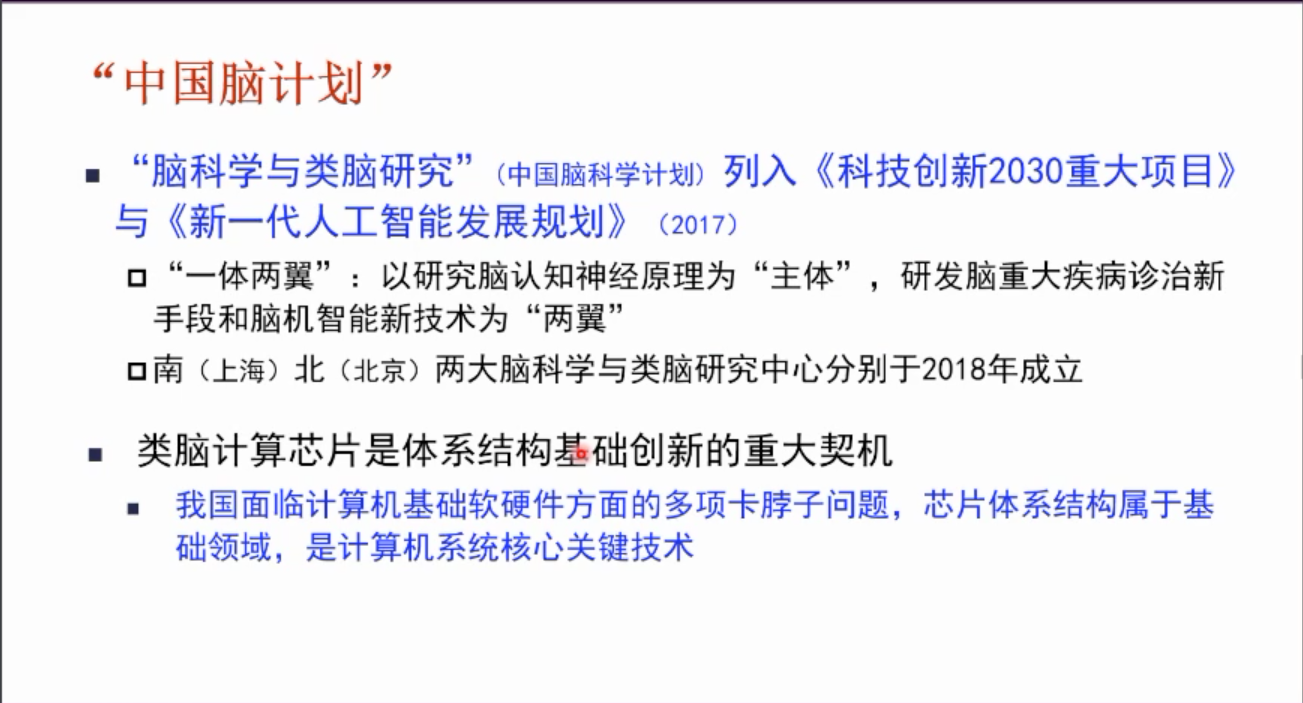 “中国脑计划”
“脑科学与类脑研究”（中国脑科学计划）列入《科技创新2030重大项目》
与《新一代人工智能发展规划》（2017）
“一体两翼”：以研究脑认知神经原理为“主体”，研发脑重大疾病诊治新
手段和脑机智能新技术为“两翼”
南（上海）北（北京）两大脑科学与类脑研究中心分别于2018年成立
类脑计算芯片是体系结构基础创新的重大契机
我国面临计算机基础软硬件方面的多项卡脖子问题，芯片体系结构属于基
础领域，是计算机系统核心关键技术